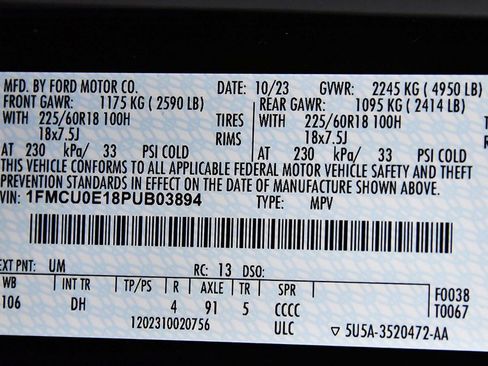 MFD. BY FORD MOTOR CO. DATE: 10/23 GVWR: 2245 KG ( 4950 LB)
FRONT GAWR: 1175 KG ( 2590 LB) REAR GAWR: 1095 KG ( 2414 LB)
WITH 225/60R18 100H TIRES WITH 225/60R18 100H TIRES
18x7.5J RIMS 18x7.5J RIMS
AT 230 kPa/ 33 PSI COLD AT 230 kPa/ 33 PSI COLD
THIS VEHICLE CONFORMS TO ALL APPLICABLE FEDERAL MOTOR VEHICLE SAFETY AND THEFT
PREVENTION STANDARDS IN EFFECT ON THE DATE OF MANUFACTURE SHOWN ABOVE.
VIN: 1FMCU0E18PUB03894 TYPE: MPV
EXT PNT: UM RC: 13 DSO:
WB INT TR TP/PS R AXLE TR SPR F0038
106 DH 4 91 5 CCCC T0067
1202310020756 ULC ▽ 5U5A-3520472-AA